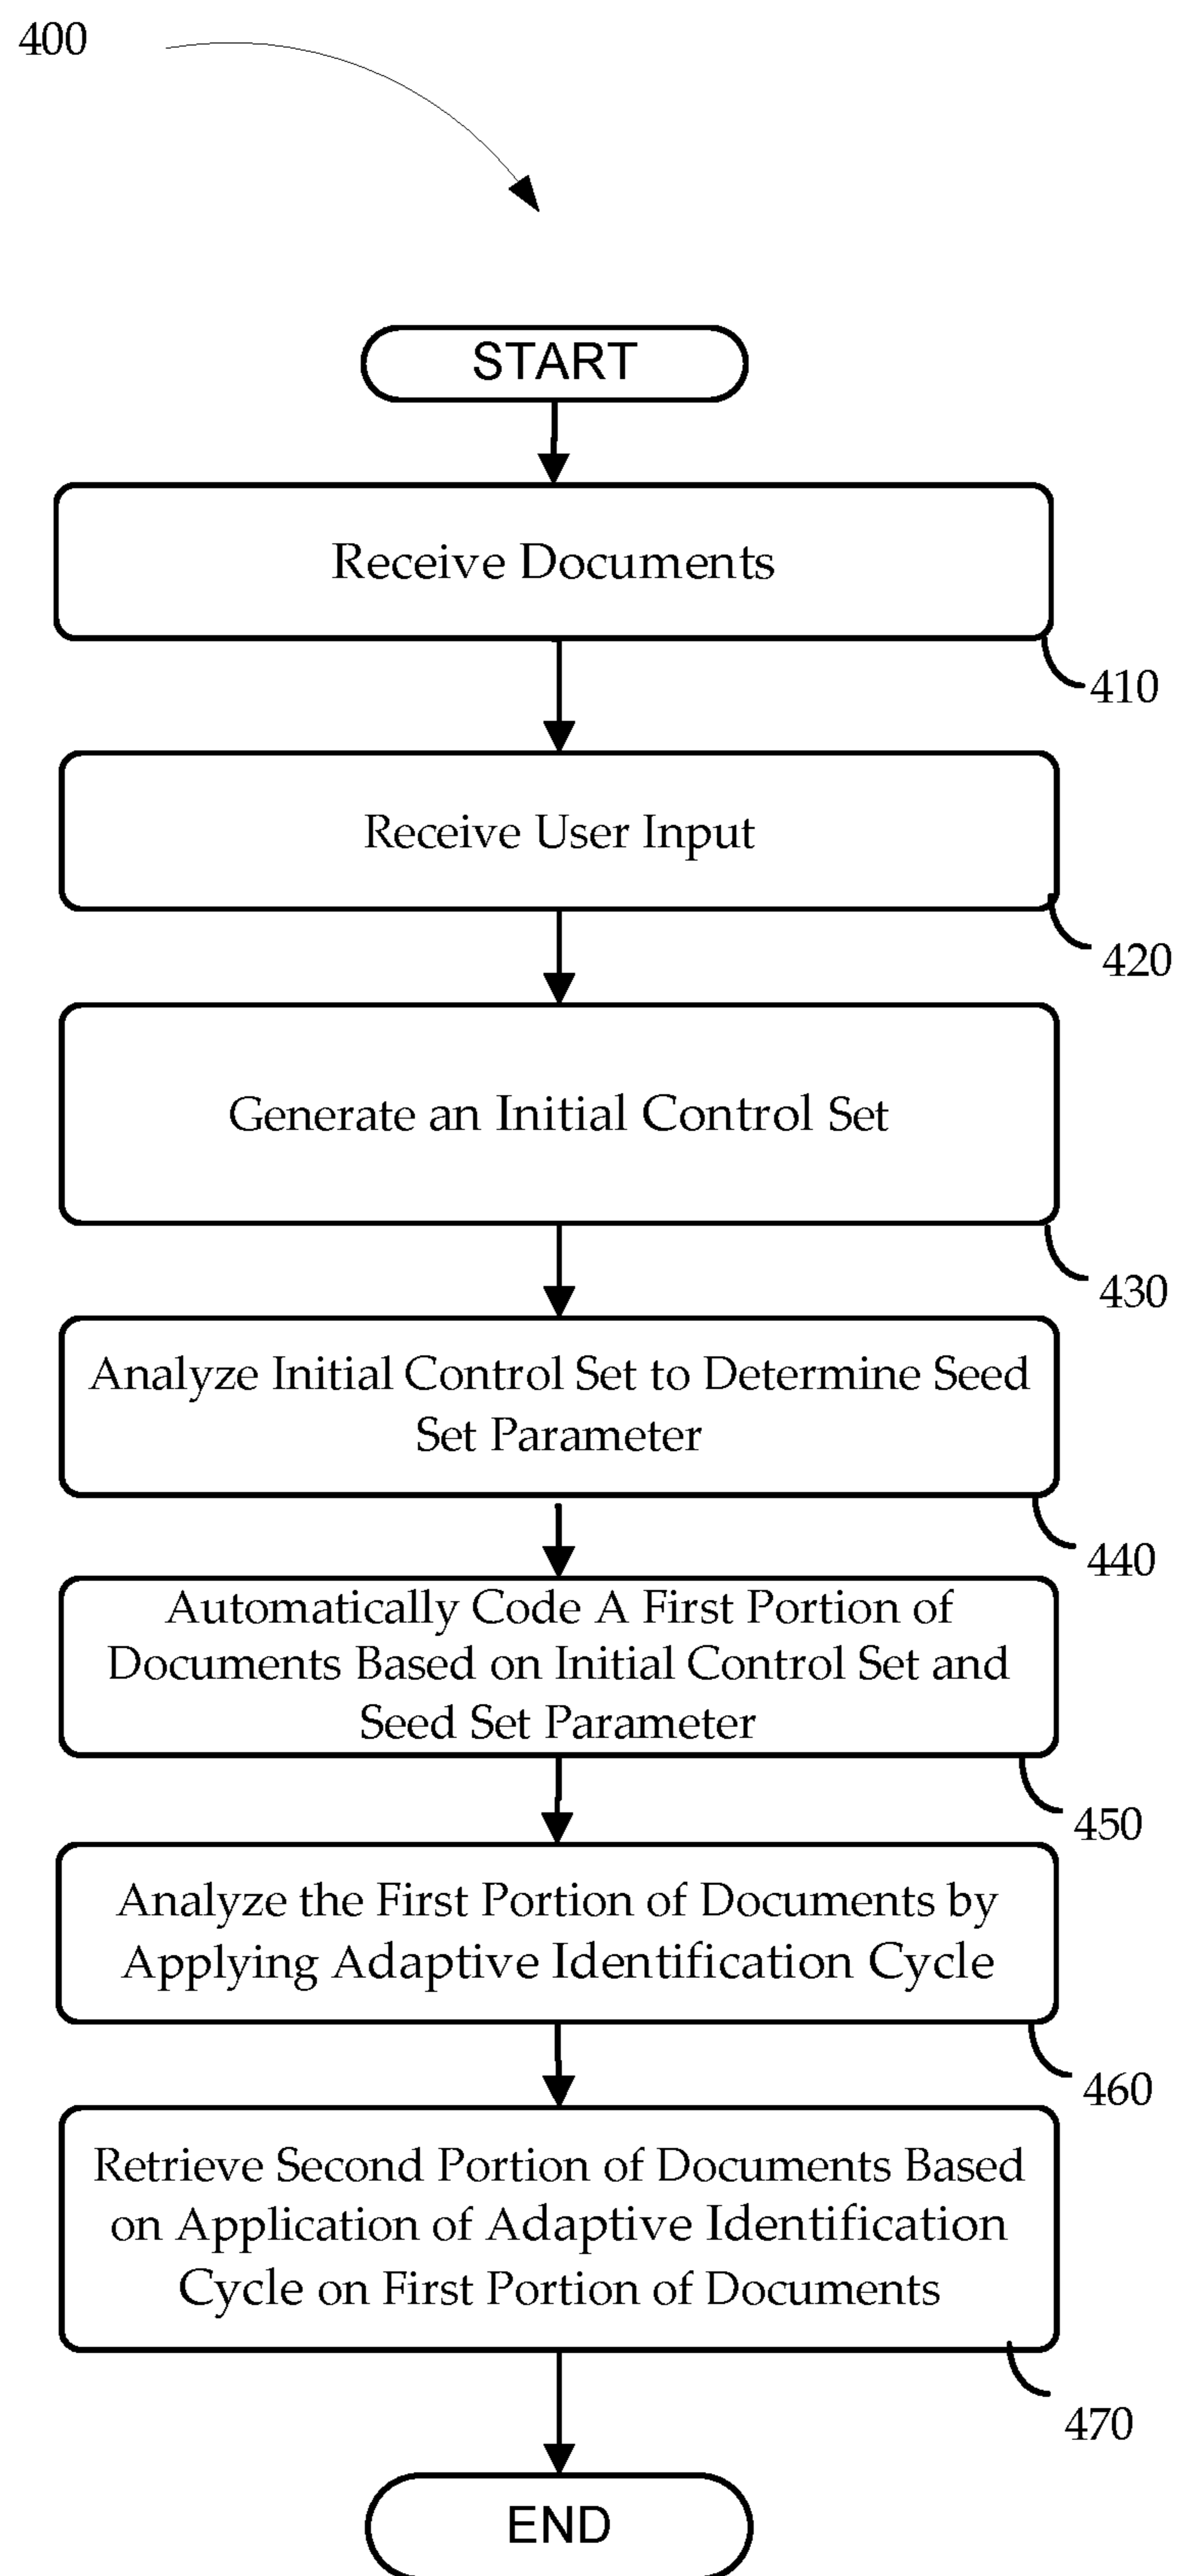 400
START
Receive Documents
410
Receive User Input
420
Generate an Initial Control Set
430
Analyze Initial Control Set to Determine Seed
Set Parameter
440
Automatically Code A First Portion of
Documents Based on Initial Control Set and
Seed Set Parameter
450
Analyze the First Portion of Documents by
Applying Adaptive Identification Cycle
460
Retrieve Second Portion of Documents Based
on Application of Adaptive Identification
Cycle on First Portion of Documents
470
END